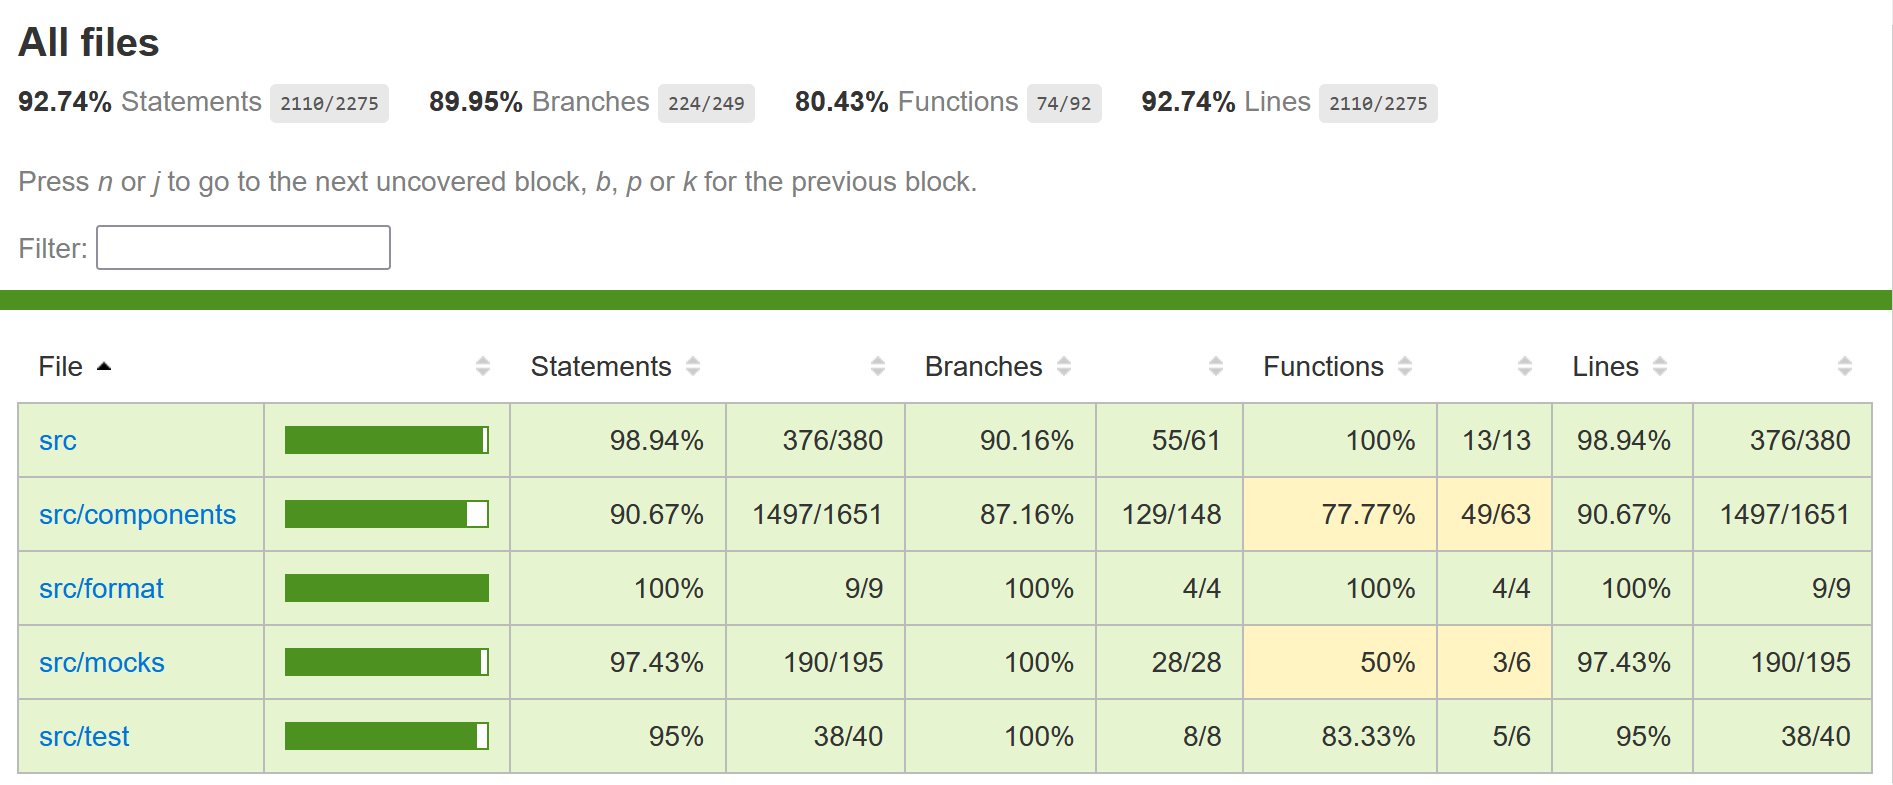 All files
92.74% Statements 2110/2275 89.95% Branches 224/249 80.43% Functions 74/92 92.74% Lines 2110/2275
Press n or j to go to the next uncovered block, b, p or k for the previous block.
Filter:
File Statements Branches Functions Lines
src 98.94% 376/380 90.16% 55/61 100% 13/13 98.94% 376/380
src/components 90.67% 1497/1651 87.16% 129/148 77.77% 49/63 90.67% 1497/1651
src/format 100% 9/9 100% 4/4 100% 4/4 100% 9/9
src/mocks 97.43% 190/195 100% 28/28 50% 3/6 97.43% 190/195
src/test 95% 38/40 100% 8/8 83.33% 5/6 95% 38/40